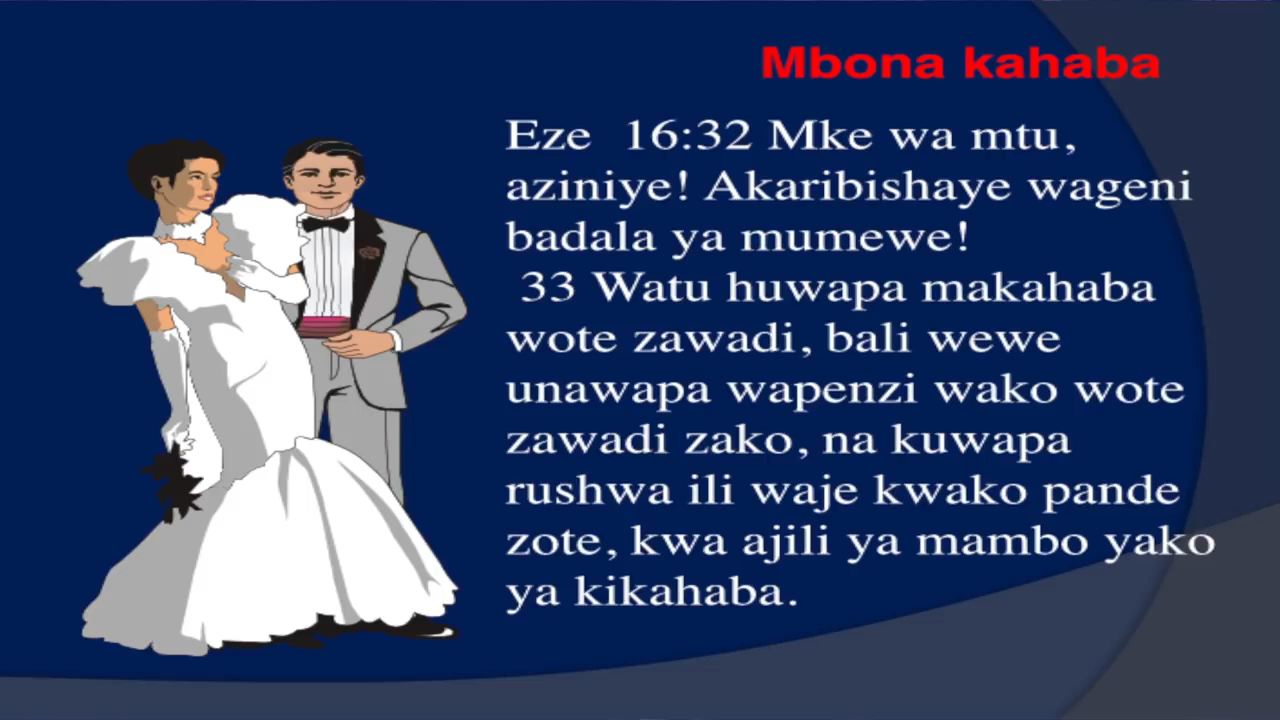 Mbona kahaba
Eze 16:32 Mke wa mtu,
aziniye! Akaribishaye wageni
badala ya mumewe!
33 Watu huwapa makahaba
wote zawadi, bali wewe
unawapa wapenzi wako wote
zawadi zako, na kuwapa
rushwa ili waje kwako pande
zote, kwa ajili ya mambo yako
ya kikahaba.